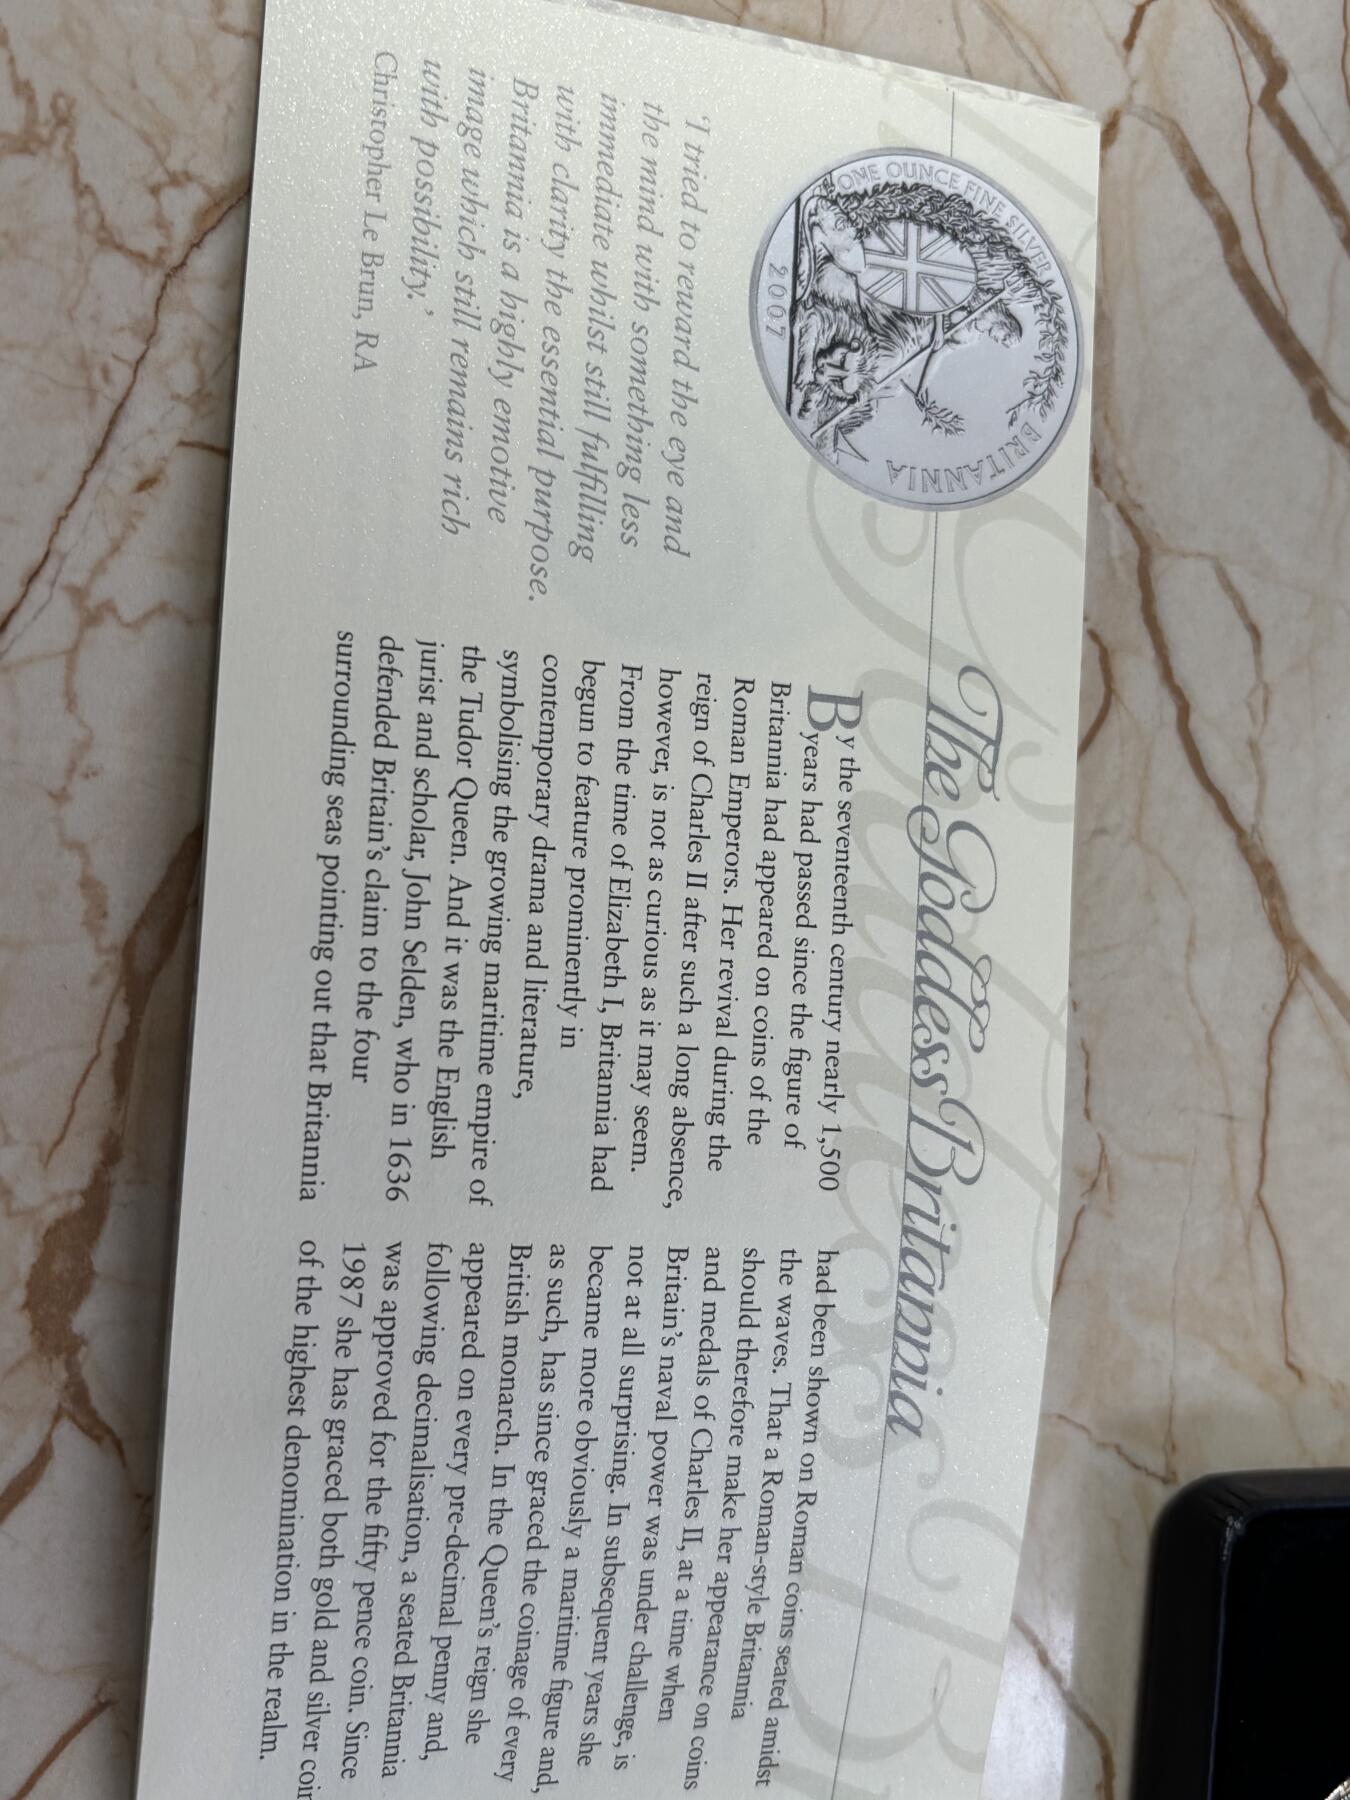 The Goddess Britannia
ONE OUNCE FINE SILVER
BRITANNIA
2007
'I tried to reward the eye and
the mind with something less
immediate whilst still fulfilling
with clarity the essential purpose.
Britannia is a highly emotive
image which still remains rich
with possibility.'
Christopher Le Brun, RA
By the seventeenth century nearly 1,500
years had passed since the figure of
Britannia had appeared on coins of the
Roman Emperors. Her revival during the
reign of Charles II after such a long absence,
however, is not as curious as it may seem.
From the time of Elizabeth I, Britannia had
begun to feature prominently in
contemporary drama and literature,
symbolising the growing maritime empire of
the Tudor Queen. And it was the English
jurist and scholar, John Selden, who in 1636
defended Britain's claim to the four
surrounding seas pointing out that Britannia
had been shown on Roman coins seated amidst
the waves. That a Roman-style Britannia
should therefore make her appearance on coins
and medals of Charles II, at a time when
Britain's naval power was under challenge, is
not at all surprising. In subsequent years she
became more obviously a maritime figure and,
as such, has since graced the coinage of every
British monarch. In the Queen's reign she
appeared on every pre-decimal penny and,
following decimalisation, a seated Britannia
was approved for the fifty pence coin. Since
1987 she has graced both gold and silver coi
of the highest denomination in the realm.